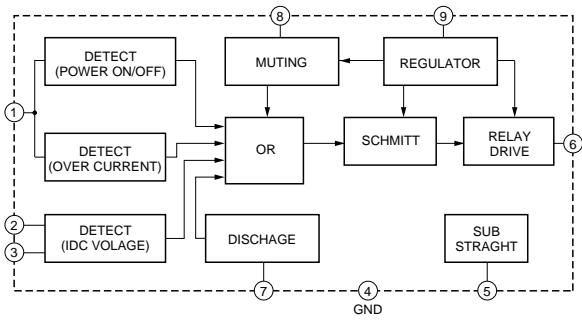 8
9
DETECT
(POWER ON/OFF)
MUTING
REGULATOR
1
DETECT
(OVER CURRENT)
OR
SCHMITT
RELAY
DRIVE
6
2
3
DETECT
(IDC VOLAGE)
DISCHAGE
SUB
STRAGHT
7
4
5
GND